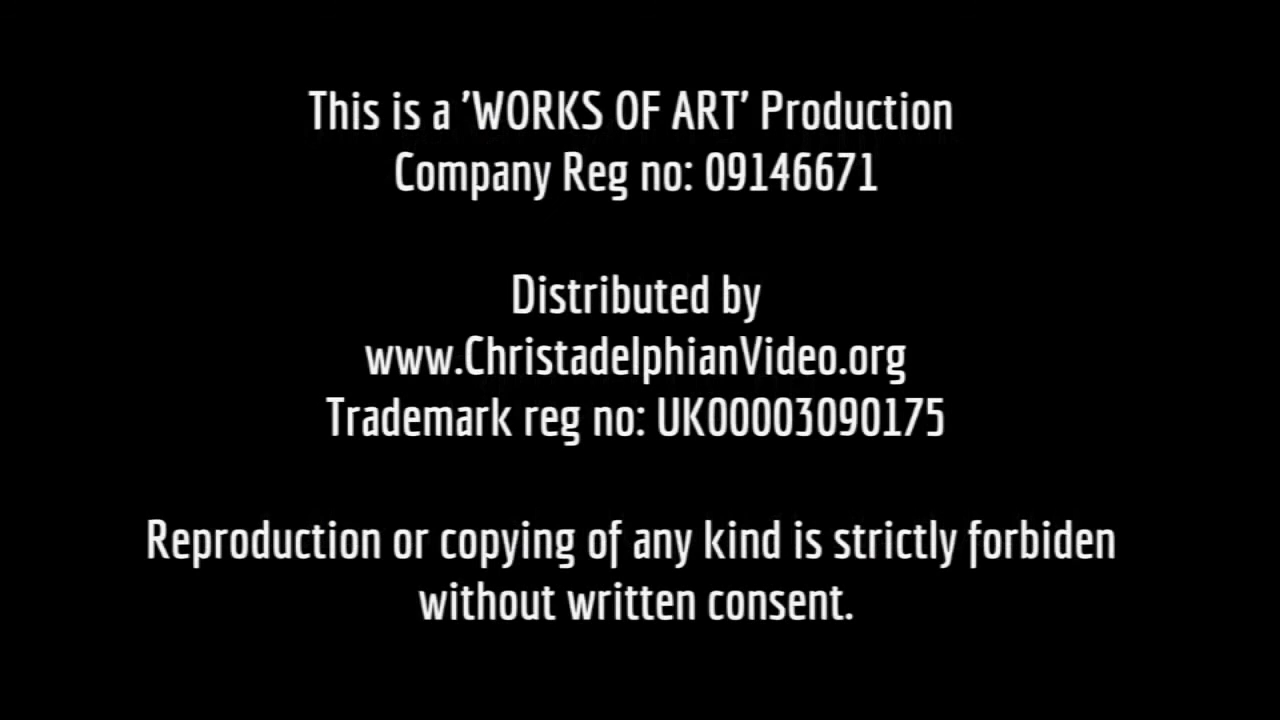 This is a 'WORKS OF ART' Production
Company Reg no: 09146671
Distributed by
www.ChristadelphianVideo.org
Trademark reg no: UK00003090175
Reproduction or copying of any kind is strictly forbiden
without written consent.